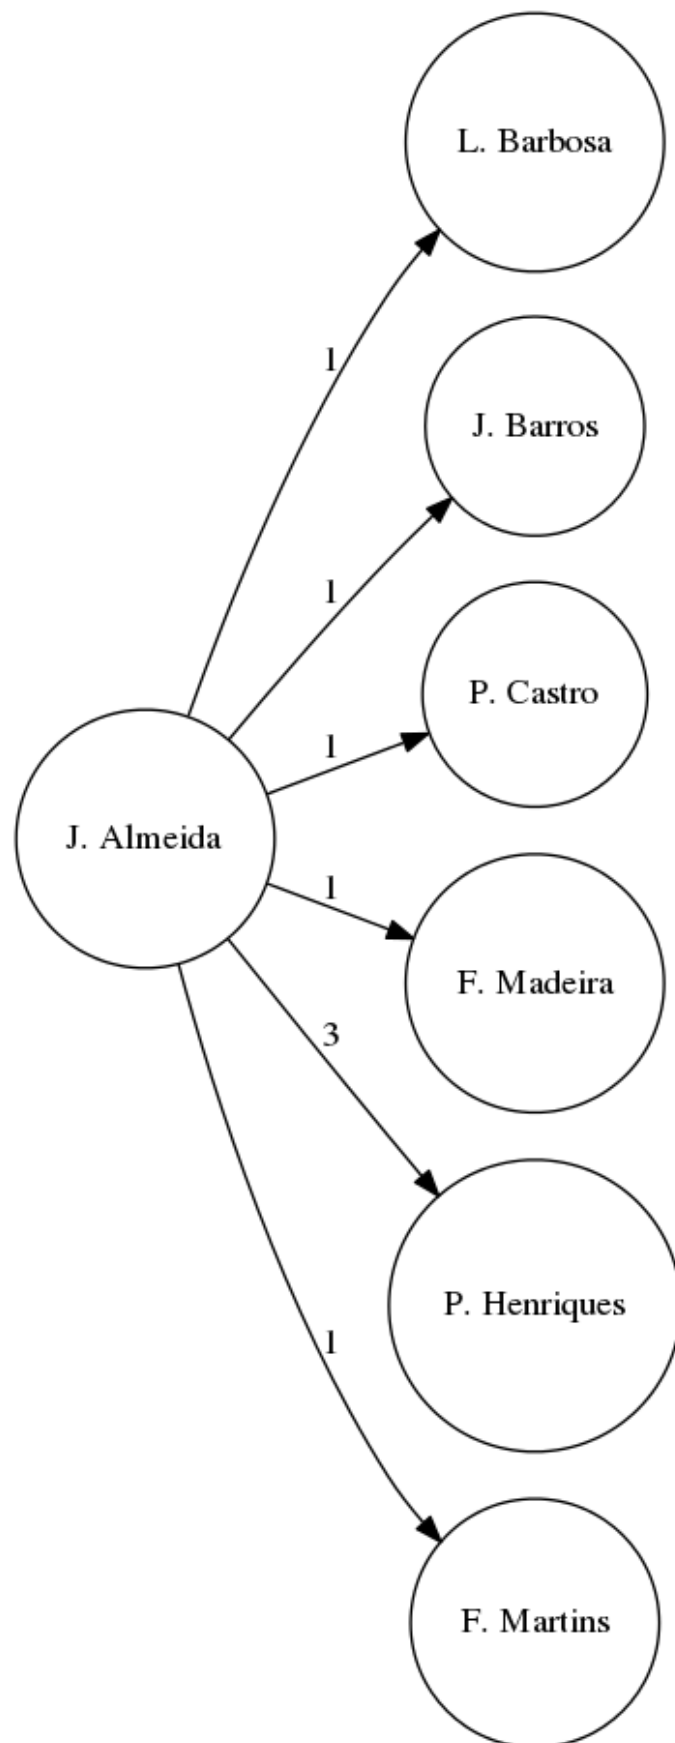 L. Barbosa
1
J. Barros
1
P. Castro
1
J. Almeida
1
F. Madeira
3
P. Henriques
1
F. Martins